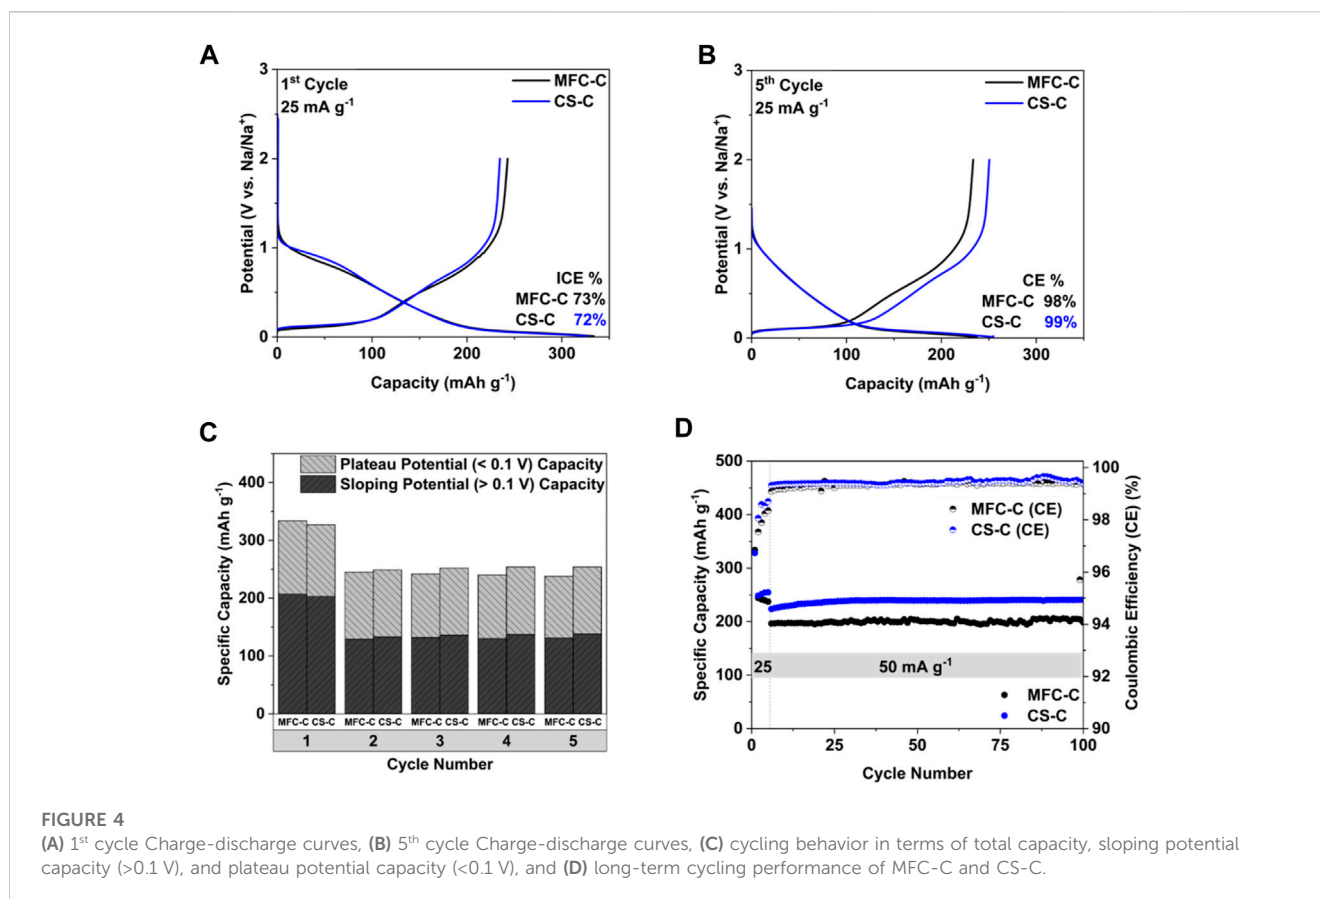 A
3
2
1
0
0
100
200
300
Potential (V vs. Na/Na⁺)
Capacity (mAh g⁻¹)
1ˢᵗ Cycle
25 mA g⁻¹
MFC-C
CS-C
ICE %
MFC-C 73%
CS-C 72%
B
3
2
1
0
0
100
200
300
Potential (V vs. Na/Na⁺)
Capacity (mAh g⁻¹)
5ᵗʰ Cycle
25 mA g⁻¹
MFC-C
CS-C
CE %
MFC-C 98%
CS-C 99%
C
Plateau Potential (< 0.1 V) Capacity
Sloping Potential (> 0.1 V) Capacity
400
300
200
100
0
Specific Capacity (mAh g⁻¹)
MFC-C CS-C MFC-C CS-C MFC-C CS-C MFC-C CS-C MFC-C CS-C
1 2 3 4 5
Cycle Number
D
500
400
300
200
100
0
Specific Capacity (mAh g⁻¹)
100
98
96
94
92
90
Coulombic Efficiency (CE) (%)
MFC-C (CE)
CS-C (CE)
25 50 mA g⁻¹
MFC-C
CS-C
0 25 50 75 100
Cycle Number
FIGURE 4
(A) 1ˢᵗ cycle Charge-discharge curves, (B) 5ᵗʰ cycle Charge-discharge curves, (C) cycling behavior in terms of total capacity, sloping potential
capacity (>0.1 V), and plateau potential capacity (<0.1 V), and (D) long-term cycling performance of MFC-C and CS-C.